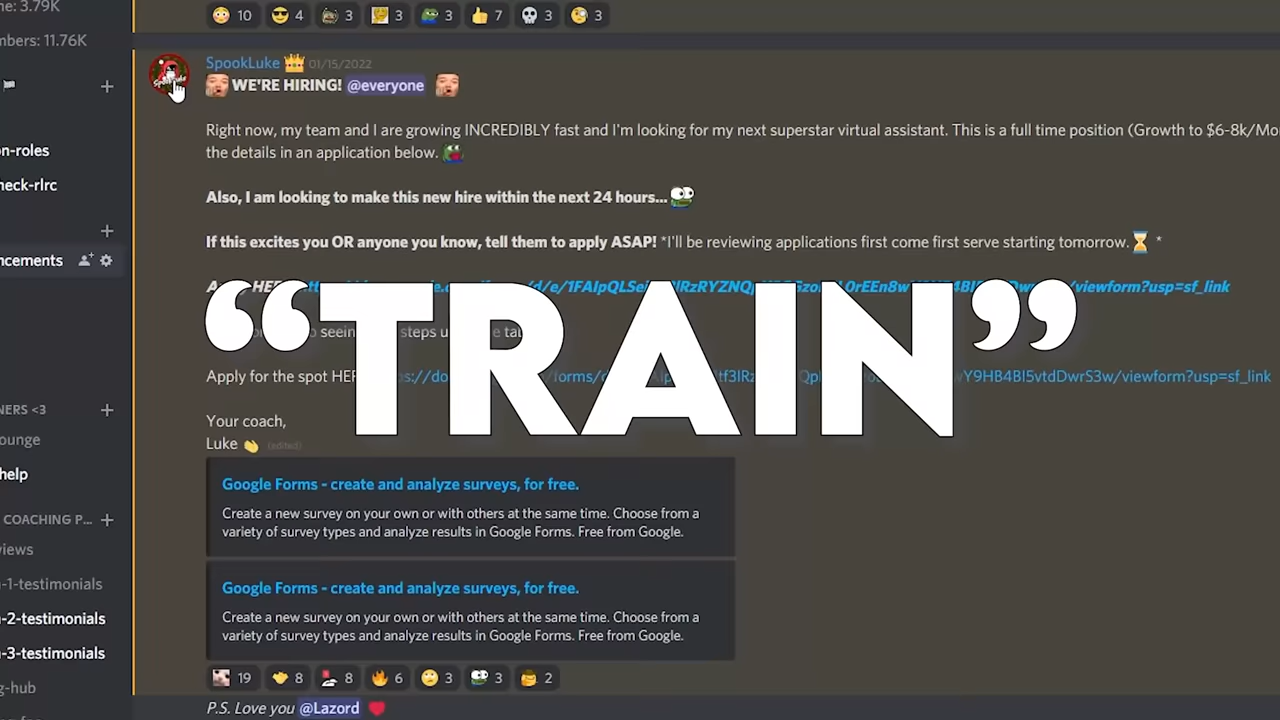 ne: 3.79K
mbers: 11.76K
10 4 3 3 3 7 3 3
SpookLuke 01/15/2022
WE'RE HIRING! @everyone
Right now, my team and I are growing INCREDIBLY fast and I'm looking for my next superstar virtual assistant. This is a full time position (Growth to $6-8k/Mo
the details in an application below.
Also, I am looking to make this new hire within the next 24 hours...
If this excites you OR anyone you know, tell them to apply ASAP! *I'll be reviewing applications first come first serve starting tomorrow. *
/viewform?usp=sf_link
“TRAIN”
seein steps u
Apply for the spot HER
/forms/ Y9HB4BI5vtdDwrS3w/viewform?usp=sf_link
Your coach,
Luke (edited)
Google Forms - create and analyze surveys, for free.
Create a new survey on your own or with others at the same time. Choose from a
variety of survey types and analyze results in Google Forms. Free from Google.
Google Forms - create and analyze surveys, for free.
Create a new survey on your own or with others at the same time. Choose from a
variety of survey types and analyze results in Google Forms. Free from Google.
19 8 8 6 3 3 2
P.S. Love you @Lazord
n-roles
heck-rlrc
ncements
NERS <3
ounge
help
COACHING P...
views
-1-testimonials
-2-testimonials
-3-testimonials
g-hub